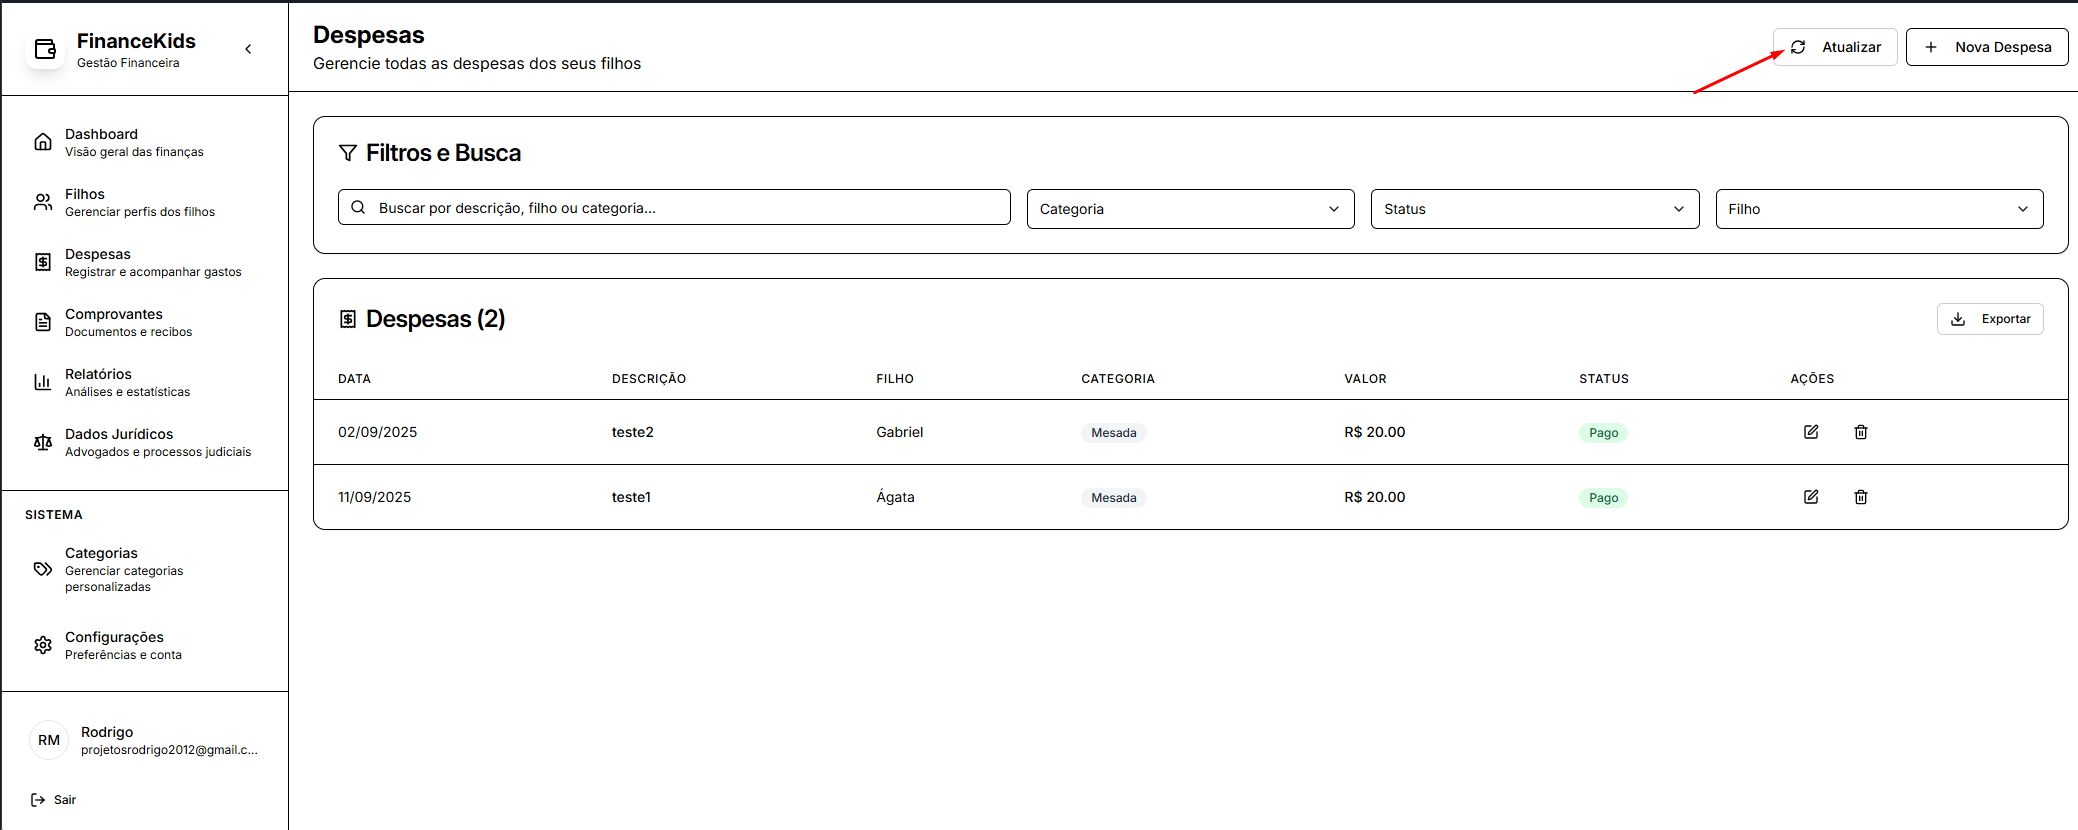 FinanceKids
Gestão Financeira
Dashboard
Visão geral das finanças
Filhos
Gerenciar perfis dos filhos
Despesas
Registrar e acompanhar gastos
Comprovantes
Documentos e recibos
Relatórios
Análises e estatísticas
Dados Jurídicos
Advogados e processos judiciais
SISTEMA
Categorias
Gerenciar categorias
personalizadas
Configurações
Preferências e conta
RM
Rodrigo
projetosrodrigo2012@gmail.c...
Sair
Despesas
Gerencie todas as despesas dos seus filhos
Atualizar
Nova Despesa
Filtros e Busca
Buscar por descrição, filho ou categoria...
Categoria
Status
Filho
Despesas (2)
Exportar
DATA DESCRIÇÃO FILHO CATEGORIA VALOR STATUS AÇÕES
02/09/2025 teste2 Gabriel Mesada R$ 20.00 Pago
11/09/2025 teste1 Ágata Mesada R$ 20.00 Pago